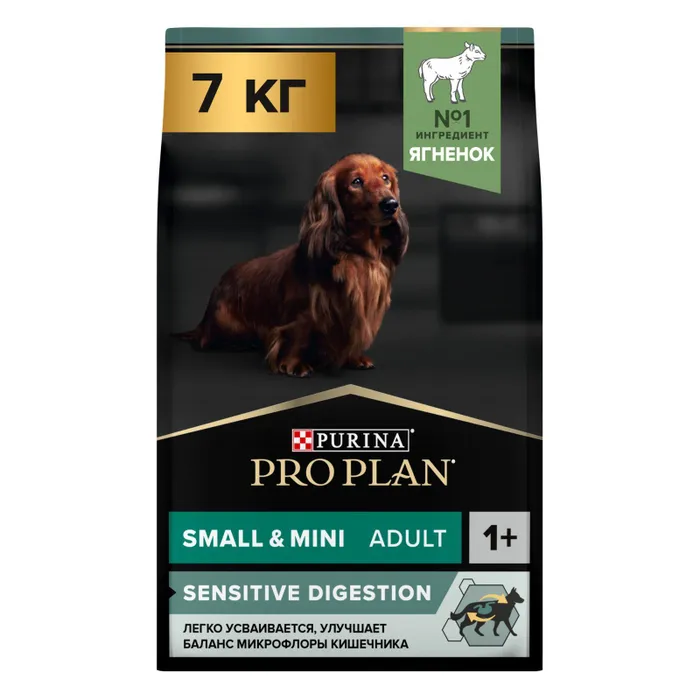 7 КГ
№1
ИНГРЕДИЕНТ
ЯГНЕНОК
PURINA
PRO PLAN
SMALL & MINI ADULT 1+
SENSITIVE DIGESTION
ЛЕГКО УСВАИВАЕТСЯ, УЛУЧШАЕТ
БАЛАНС МИКРОФЛОРЫ КИШЕЧНИКА